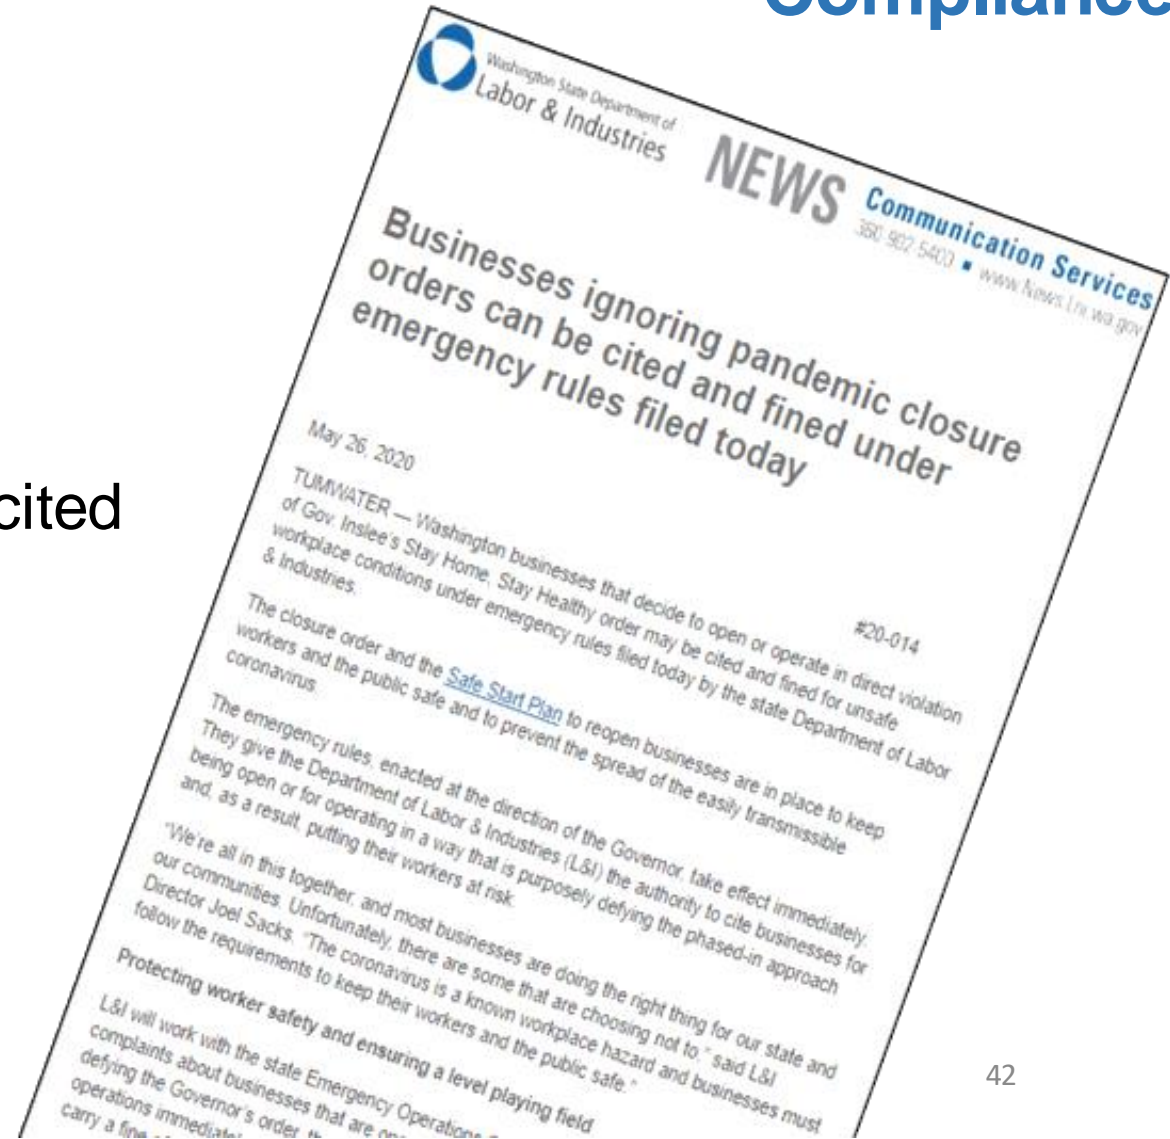 Compliance
cited
Washington State Department of
Labor & Industries
NEWS
Communication Services
360-902-5403 ▪ www.News.Lni.wa.gov
Businesses ignoring pandemic closure
orders can be cited and fined under
emergency rules filed today
May 26, 2020
#20-014
TUMWATER — Washington businesses that decide to open or operate in direct violation
of Gov. Inslee's Stay Home, Stay Healthy order may be cited and fined for unsafe
workplace conditions under emergency rules filed today by the state Department of Labor
& Industries.
The closure order and the Safe Start Plan to reopen businesses are in place to keep
workers and the public safe and to prevent the spread of the easily transmissible
coronavirus.
The emergency rules, enacted at the direction of the Governor, take effect immediately.
They give the Department of Labor & Industries (L&I) the authority to cite businesses for
being open or for operating in a way that is purposely defying the phased-in approach
and, as a result, putting their workers at risk.
"We're all in this together, and most businesses are doing the right thing for our state and
our communities. Unfortunately, there are some that are choosing not to," said L&I
Director Joel Sacks. "The coronavirus is a known workplace hazard and businesses must
follow the requirements to keep their workers and the public safe."
Protecting worker safety and ensuring a level playing field
L&I will work with the state Emergency Operations
complaints about businesses that are
defying the Governor's order,
operations immediately
carry a fine
42